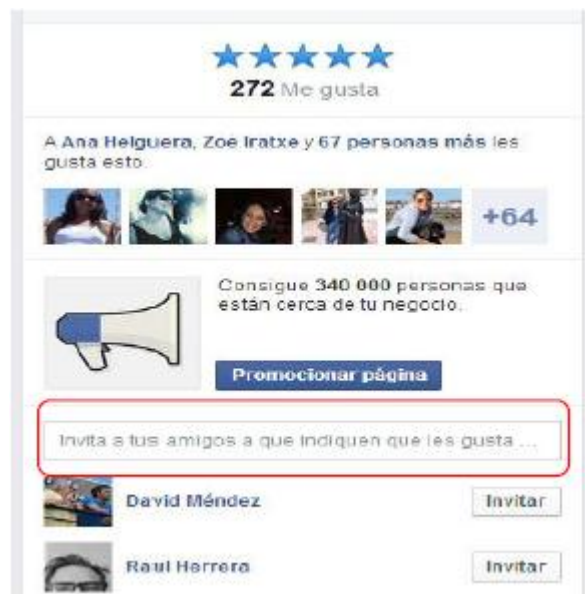 272 Me gusta
A Ana Helguera, Zoe Iratxe y 67 personas más les
gusta esto.
+64
Consigue 340 000 personas que
están cerca de tu negocio.
Promocionar página
Invita a tus amigos a que indiquen que les gusta ...
David Méndez
Invitar
Raul Herrera
Invitar